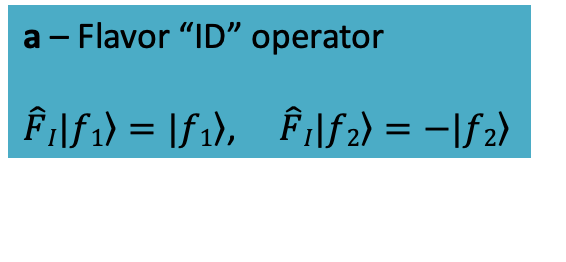 a – Flavor “ID” operator
F̂_I|f₁⟩ = |f₁⟩, F̂_I|f₂⟩ = −|f₂⟩